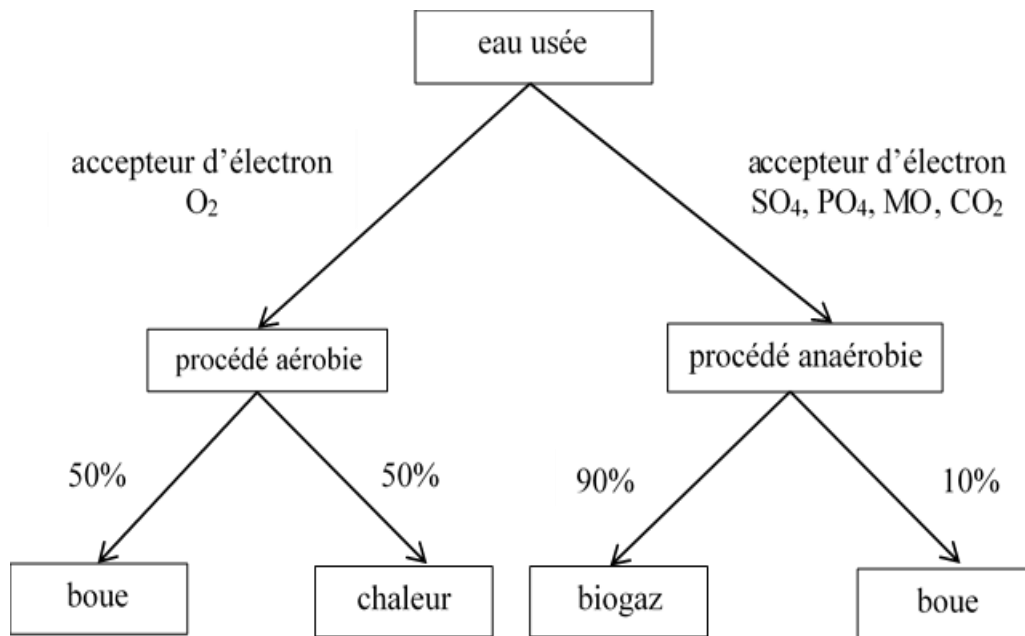 eau usée
accepteur d'électron
O₂
accepteur d'électron
SO₄, PO₄, MO, CO₂
procédé aérobie
procédé anaérobie
50%
50%
90%
10%
boue
chaleur
biogaz
boue